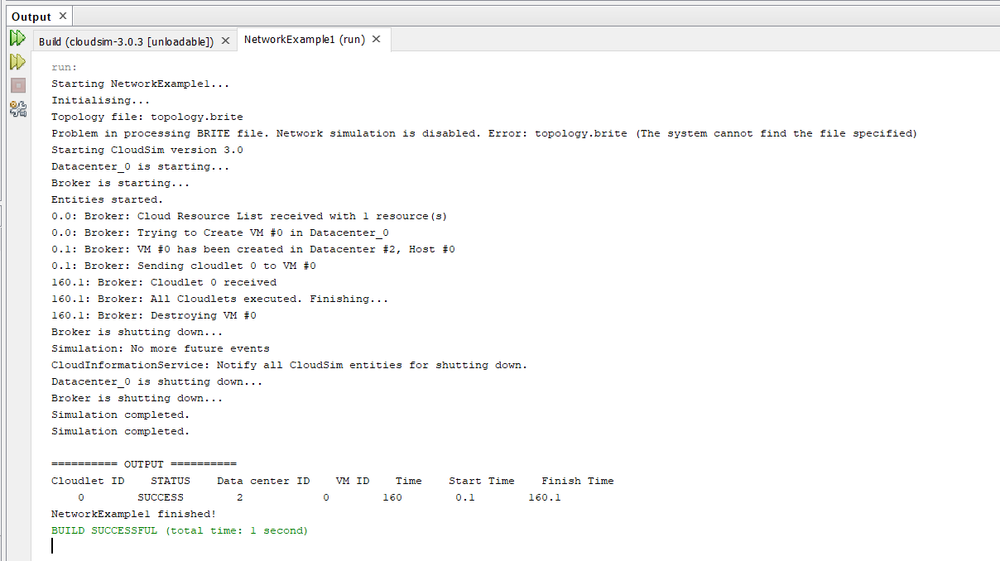 Output
Build (cloudsim-3.0.3 [unloadable]) NetworkExample1 (run)
run:
Starting NetworkExample1...
Initialising...
Topology file: topology.brite
Problem in processing BRITE file. Network simulation is disabled. Error: topology.brite (The system cannot find the file specified)
Starting CloudSim version 3.0
Datacenter_0 is starting...
Broker is starting...
Entities started.
0.0: Broker: Cloud Resource List received with 1 resource(s)
0.0: Broker: Trying to Create VM #0 in Datacenter_0
0.1: Broker: VM #0 has been created in Datacenter #2, Host #0
0.1: Broker: Sending cloudlet 0 to VM #0
160.1: Broker: Cloudlet 0 received
160.1: Broker: All Cloudlets executed. Finishing...
160.1: Broker: Destroying VM #0
Broker is shutting down...
Simulation: No more future events
CloudInformationService: Notify all CloudSim entities for shutting down.
Datacenter_0 is shutting down...
Broker is shutting down...
Simulation completed.
Simulation completed.
========== OUTPUT ==========
Cloudlet ID    STATUS    Data center ID    VM ID    Time    Start Time    Finish Time
0    SUCCESS    2    0    160    0.1    160.1
NetworkExample1 finished!
BUILD SUCCESSFUL (total time: 1 second)